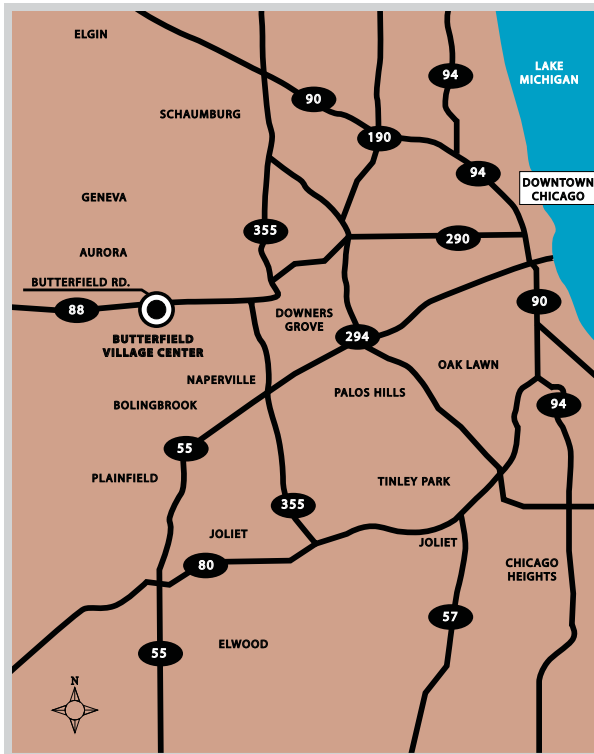 ELGIN
LAKE
MICHIGAN
94
90
SCHAUMBURG
190
94
DOWNTOWN
CHICAGO
GENEVA
355
290
AURORA
BUTTERFIELD RD.
88
90
DOWNERS
GROVE
BUTTERFIELD
VILLAGE CENTER
294
OAK LAWN
NAPERVILLE
PALOS HILLS
BOLINGBROOK
94
55
PLAINFIELD
TINLEY PARK
355
JOLIET
JOLIET
80
CHICAGO
HEIGHTS
57
ELWOOD
55
N